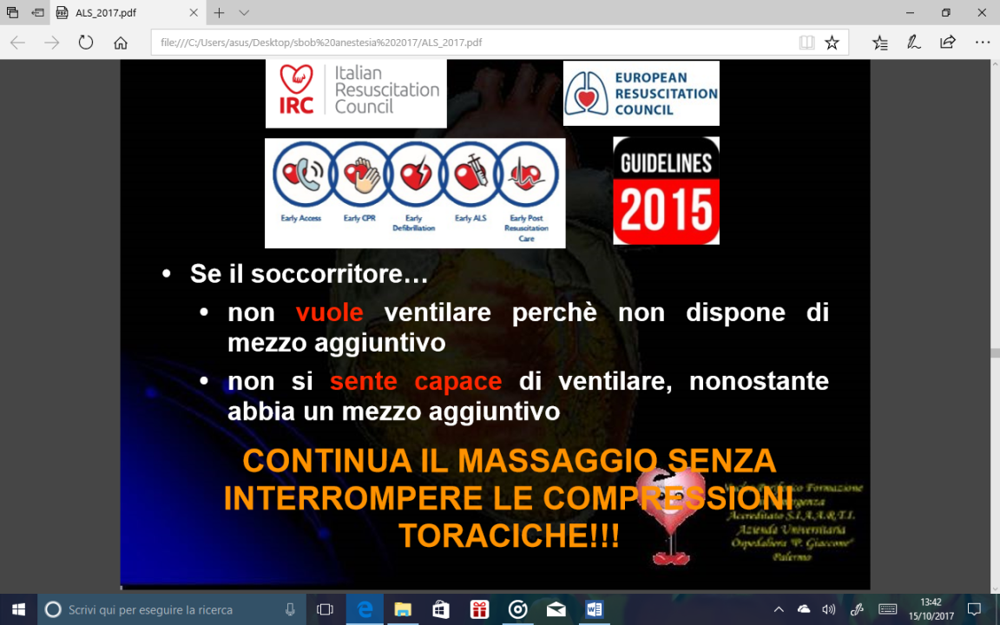 ALS_2017.pdf
file:///C:/Users/asus/Desktop/sbob%20anestesia%202017/ALS_2017.pdf
IRC
Italian
Resuscitation
Council
EUROPEAN
RESUSCITATION
COUNCIL
Early Access
Early CPR
Early
Defibrillation
Early ALS
Early Post
Resuscitation
Care
GUIDELINES
2015
• Se il soccorritore…
• non vuole ventilare perchè non dispone di
mezzo aggiuntivo
• non si sente capace di ventilare, nonostante
abbia un mezzo aggiuntivo
CONTINUA IL MASSAGGIO SENZA
INTERROMPERE LE COMPRESSIONI
TORACICHE!!!
Formazione
Accreditato S.I.A.A.R.T.I.
Azienda Universitaria
Ospedaliera "P. Giaccone"
Palermo
Scrivi qui per eseguire la ricerca
13:42
15/10/2017